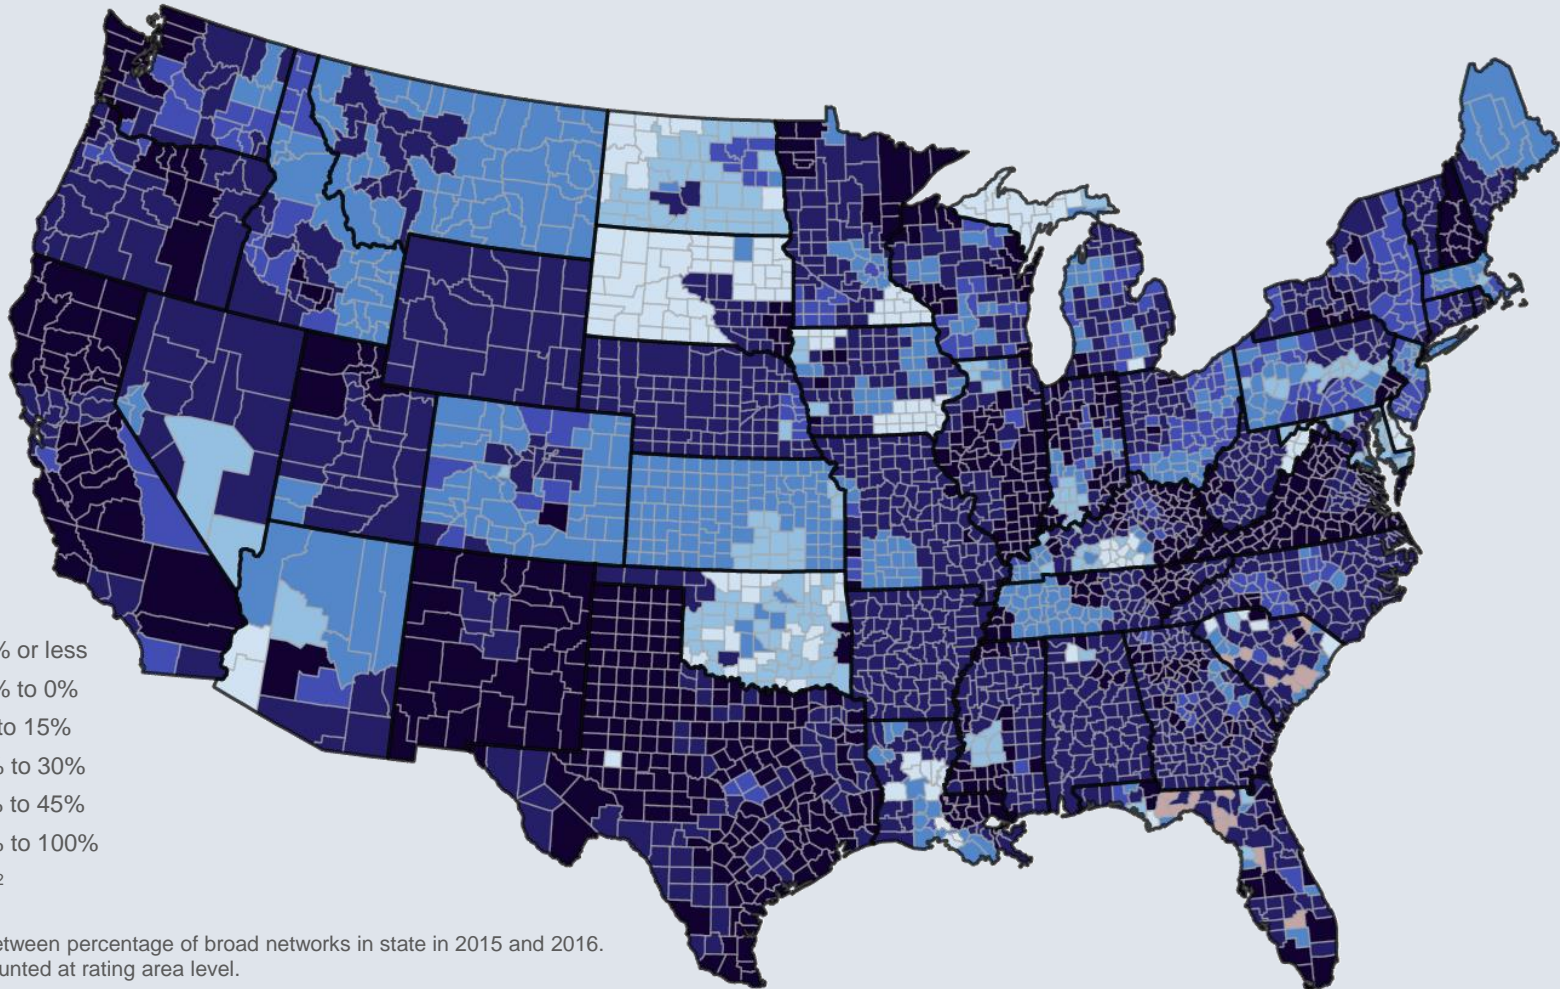 % or less
% to 0%
to 15%
% to 30%
% to 45%
% to 100%
2
etween percentage of broad networks in state in 2015 and 2016.
unted at rating area level.